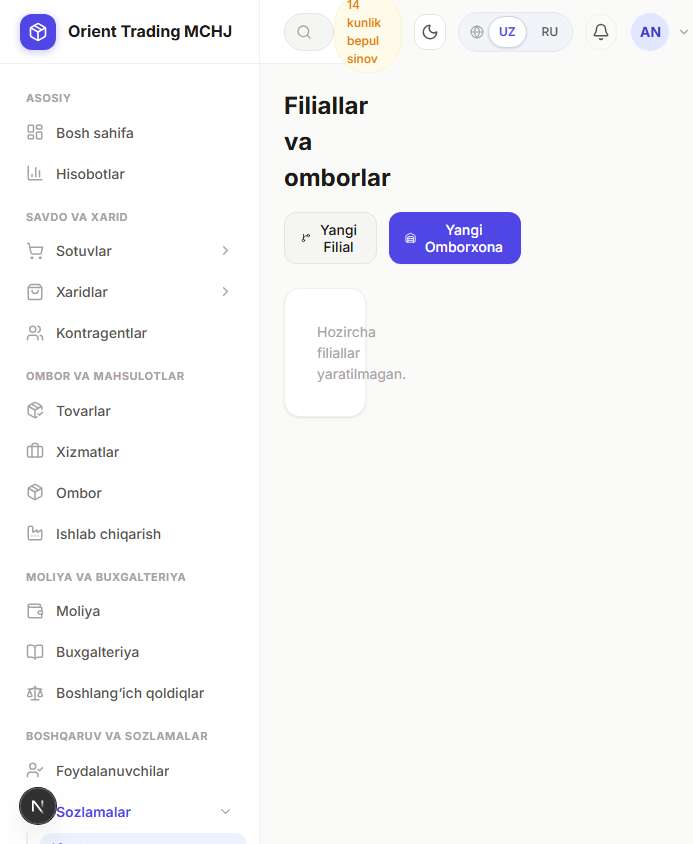 Orient Trading MCHJ
14
kunlik
bepul
sinov
UZ
RU
AN
ASOSIY
Bosh sahifa
Hisobotlar
SAVDO VA XARID
Sotuvlar
Xaridlar
Kontragentlar
OMBOR VA MAHSULOTLAR
Tovarlar
Xizmatlar
Ombor
Ishlab chiqarish
MOLIYA VA BUXGALTERIYA
Moliya
Buxgalteriya
Boshlang‘ich qoldiqlar
BOSHQARUV VA SOZLAMALAR
Foydalanuvchilar
N
Sozlamalar
Filiallar
va
omborlar
Yangi
Filial
Yangi
Omborxona
Hozircha
filiallar
yaratilmagan.